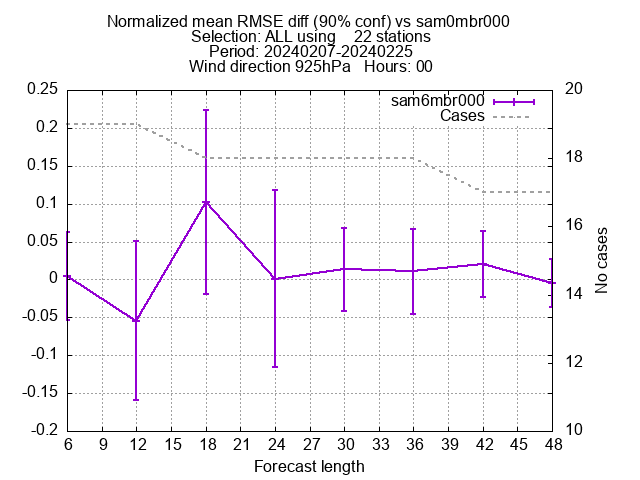 Normalized mean RMSE diff (90% conf) vs sam0mbr000
Selection: ALL using    22 stations
Period: 20240207-20240225
Wind direction 925hPa   Hours: 00
sam6mbr000
Cases
0.25
0.2
0.15
0.1
0.05
0
-0.05
-0.1
-0.15
-0.2
20
18
16
14
12
10
No cases
6 9 12 15 18 21 24 27 30 33 36 39 42 45 48
Forecast length